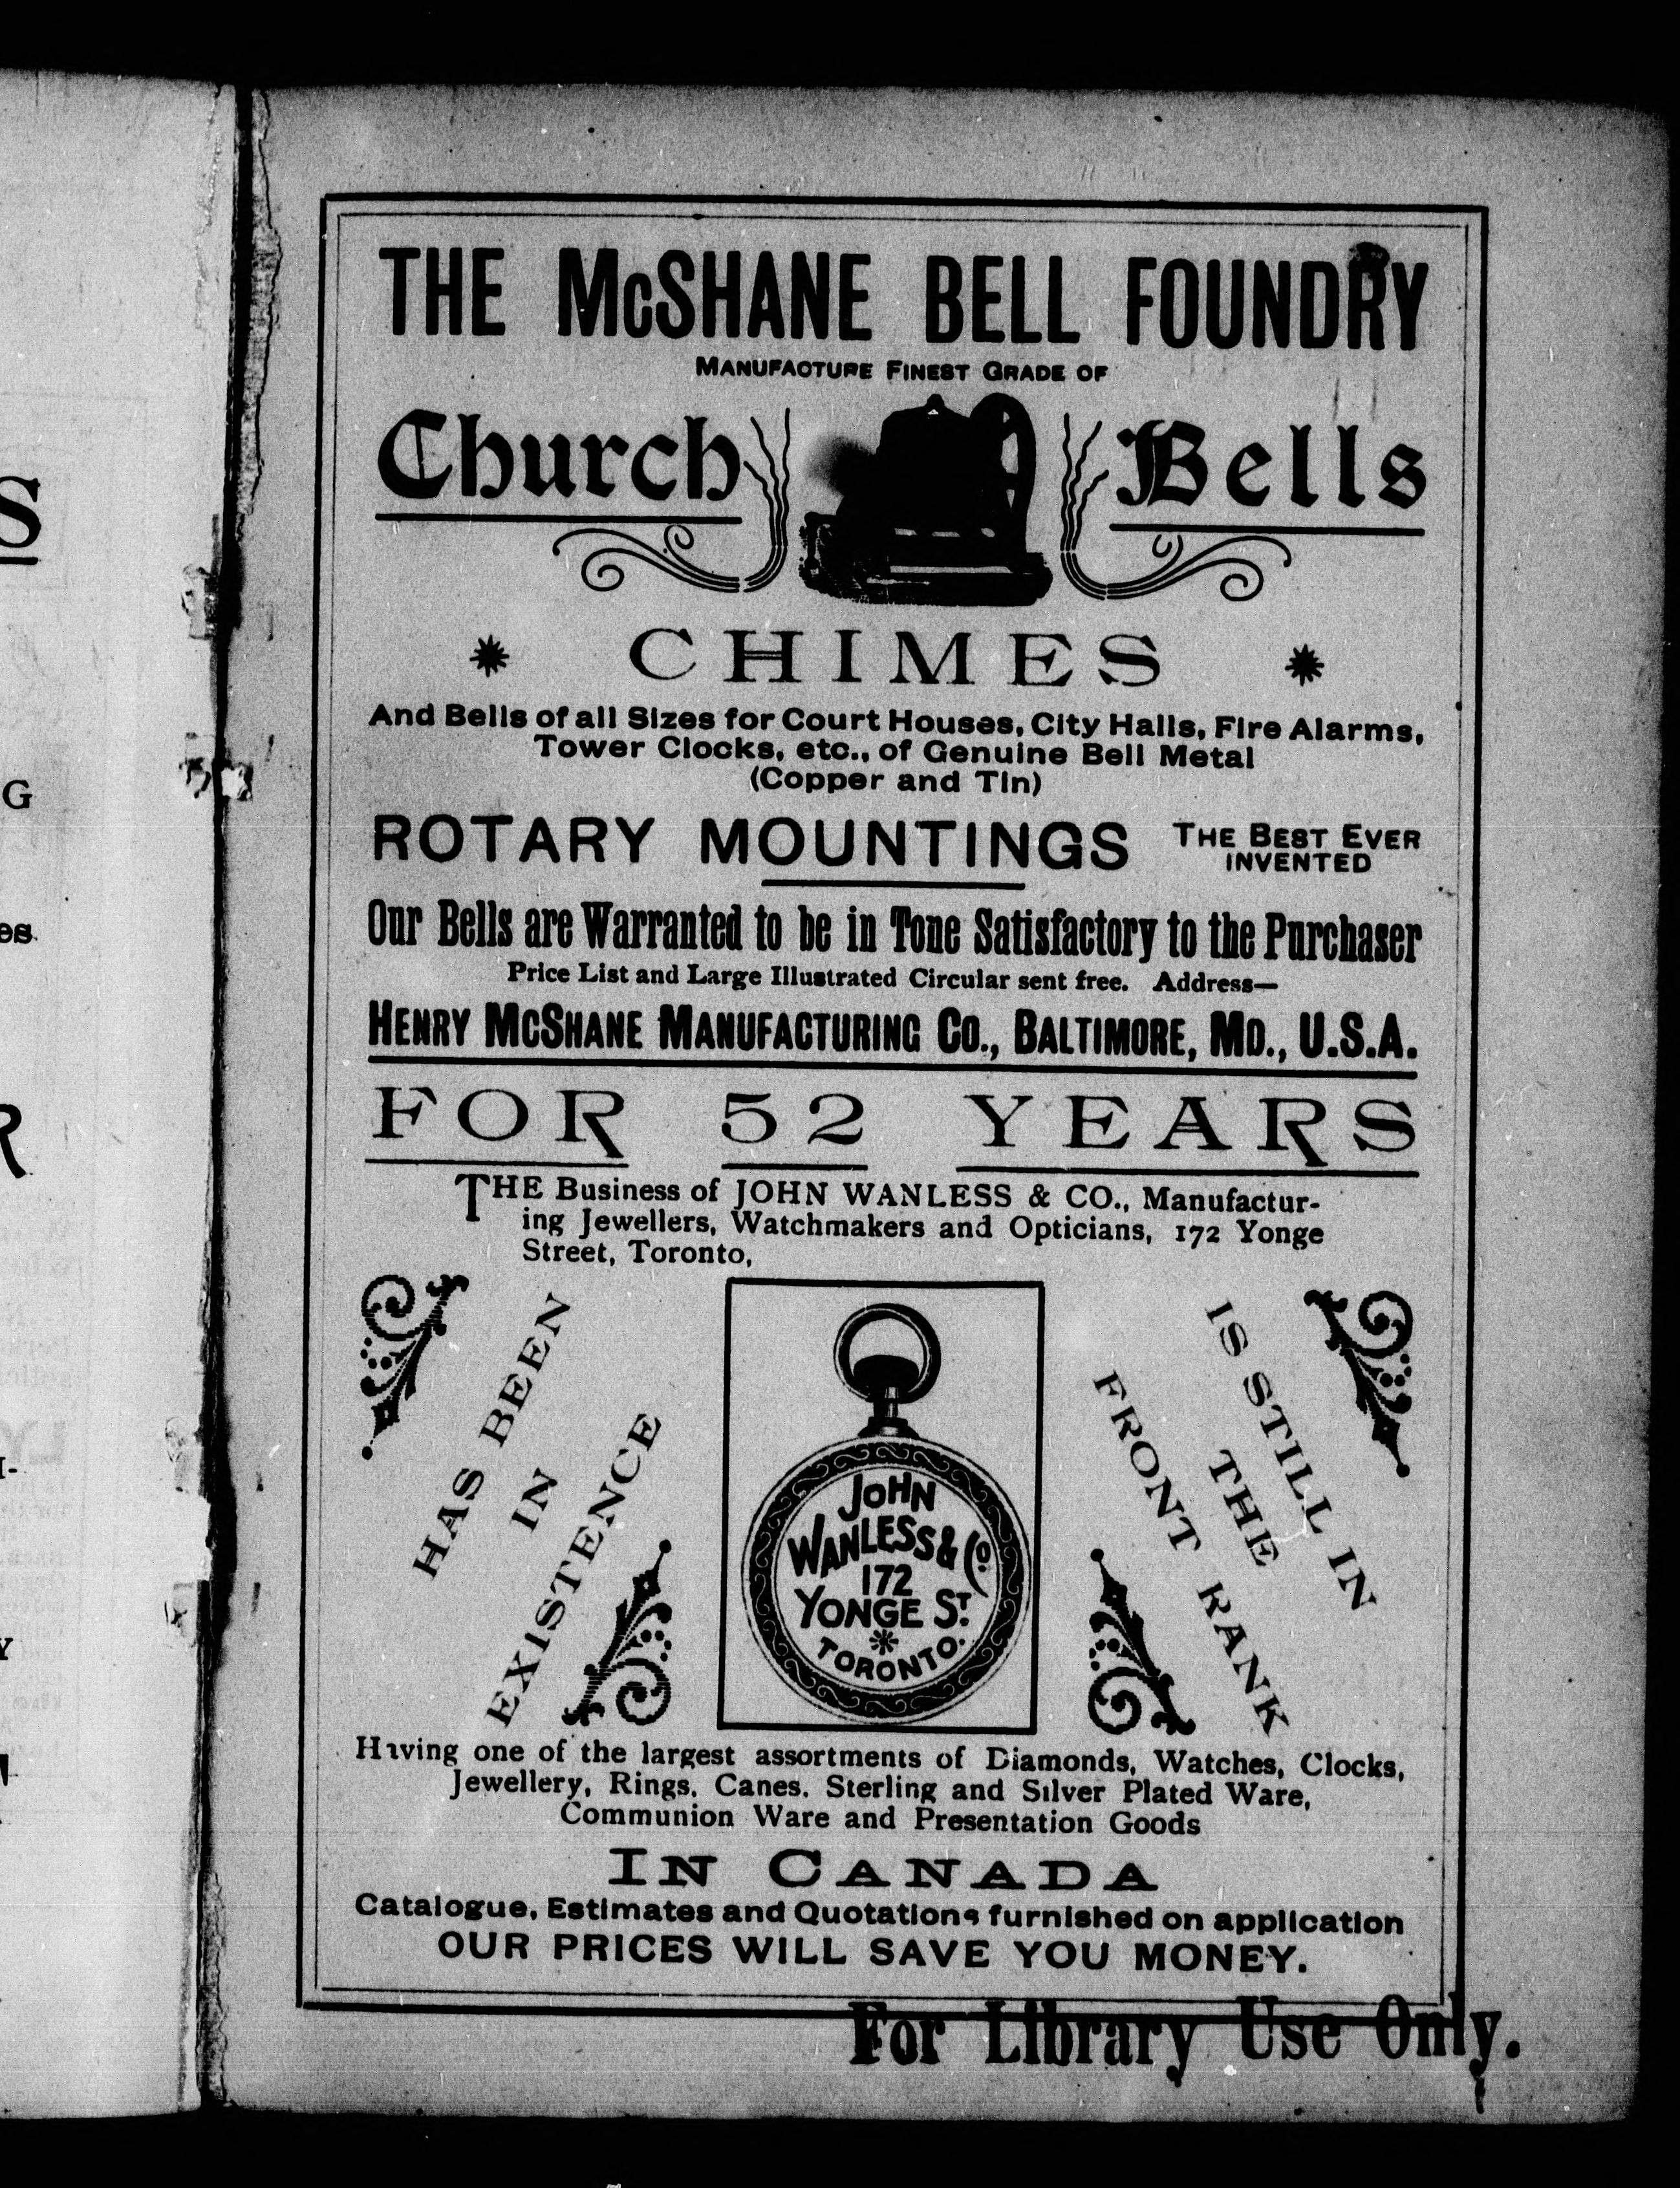 THE McSHANE BELL FOUNDRY
MANUFACTURE FINEST GRADE OF
Church Bells
CHIMES
And Bells of all Sizes for Court Houses, City Halls, Fire Alarms,
Tower Clocks, etc., of Genuine Bell Metal
(Copper and Tin)
ROTARY MOUNTINGS THE BEST EVER
INVENTED
Our Bells are Warranted to be in Tone Satisfactory to the Purchaser
Price List and Large Illustrated Circular sent free. Address—
HENRY MCSHANE MANUFACTURING CO., BALTIMORE, MD., U.S.A.
FOR 52 YEARS
THE Business of JOHN WANLESS & CO., Manufactur-
ing Jewellers, Watchmakers and Opticians, 172 Yonge
Street, Toronto,
HAS BEEN
IN
EXISTENCE
JOHN
WANLESS & CO.
172
YONGE ST.
TORONTO.
IS STILL IN
THE
FRONT RANK
Having one of the largest assortments of Diamonds, Watches, Clocks,
Jewellery, Rings, Canes, Sterling and Silver Plated Ware,
Communion Ware and Presentation Goods
IN CANADA
Catalogue, Estimates and Quotations furnished on application
OUR PRICES WILL SAVE YOU MONEY.
For Library Use Only.